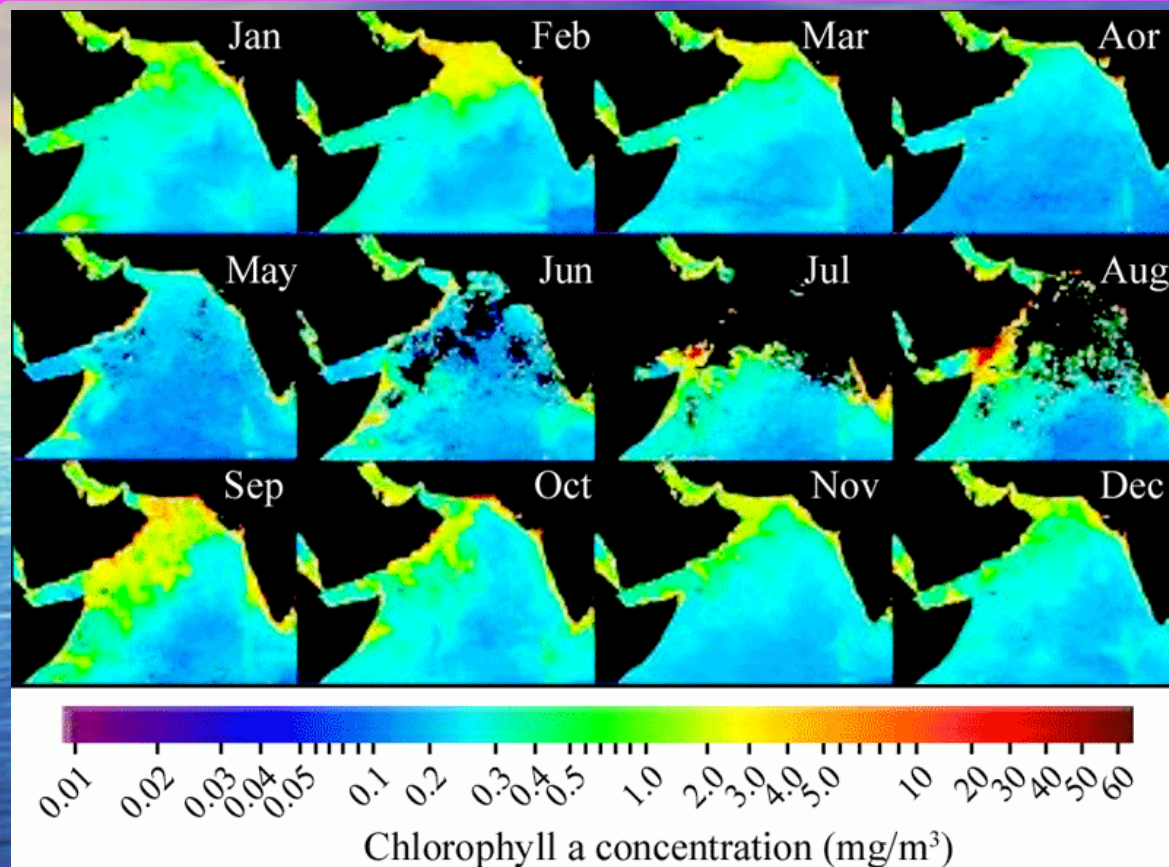 Jan Feb Mar Aor
May Jun Jul Aug
Sep Oct Nov Dec
0.01 0.02 0.03 0.04 0.05 0.1 0.2 0.3 0.4 0.5 1.0 2.0 3.0 4.0 5.0 10 20 30 40 50 60
Chlorophyll a concentration (mg/m³)